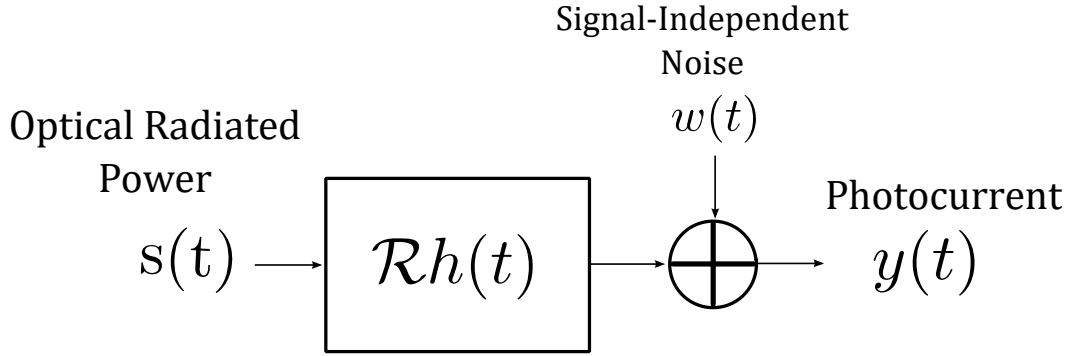 Signal-Independent
Noise
w(t)
Optical Radiated
Power
s(t)
ℛh(t)
Photocurrent
y(t)